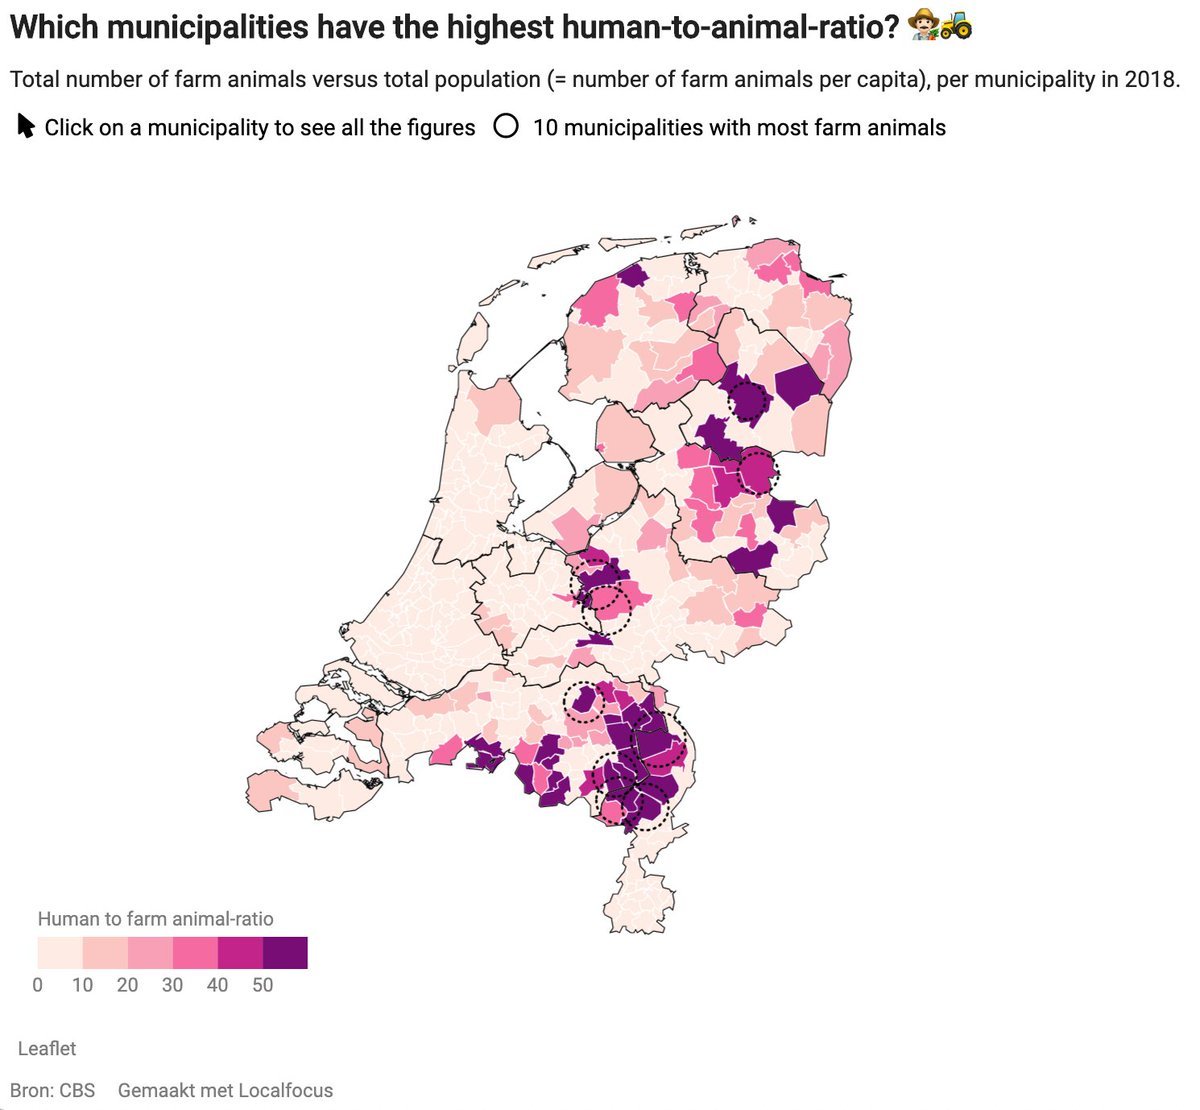 Which municipalities have the highest human-to-animal-ratio? 👨🏻‍🌾🚜
Total number of farm animals versus total population (= number of farm animals per capita), per municipality in 2018.
Click on a municipality to see all the figures
10 municipalities with most farm animals
Human to farm animal-ratio
0 10 20 30 40 50
Leaflet
Bron: CBS Gemaakt met Localfocus